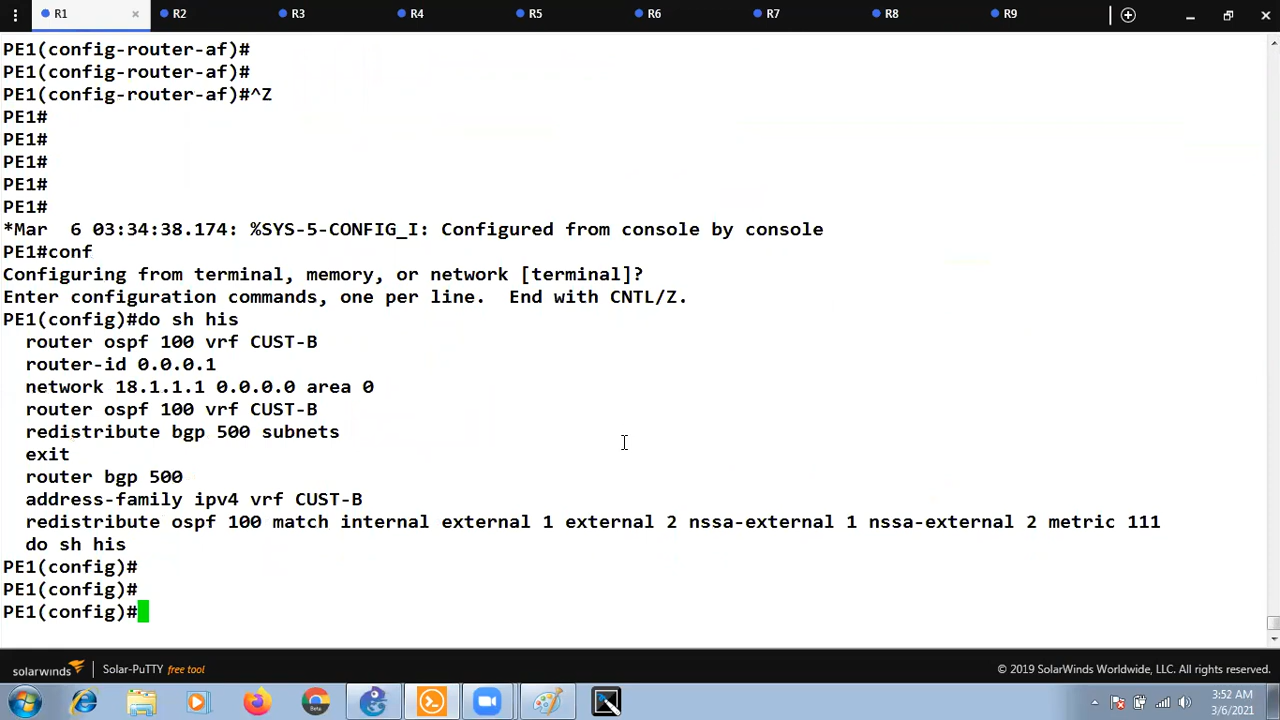 R1 × R2 R3 R4 R5 R6 R7 R8 R9
PE1(config-router-af)#
PE1(config-router-af)#
PE1(config-router-af)#^Z
PE1#
PE1#
PE1#
PE1#
PE1#
*Mar  6 03:34:38.174: %SYS-5-CONFIG_I: Configured from console by console
PE1#conf
Configuring from terminal, memory, or network [terminal]?
Enter configuration commands, one per line.  End with CNTL/Z.
PE1(config)#do sh his
  router ospf 100 vrf CUST-B
  router-id 0.0.0.1
  network 18.1.1.1 0.0.0.0 area 0
  router ospf 100 vrf CUST-B
  redistribute bgp 500 subnets
  exit
  router bgp 500
  address-family ipv4 vrf CUST-B
  redistribute ospf 100 match internal external 1 external 2 nssa-external 1 nssa-external 2 metric 111
  do sh his
PE1(config)#
PE1(config)#
PE1(config)#
solarwinds | Solar-PuTTY free tool © 2019 SolarWinds Worldwide, LLC. All rights reserved.
Beta
3:52 AM
3/6/2021